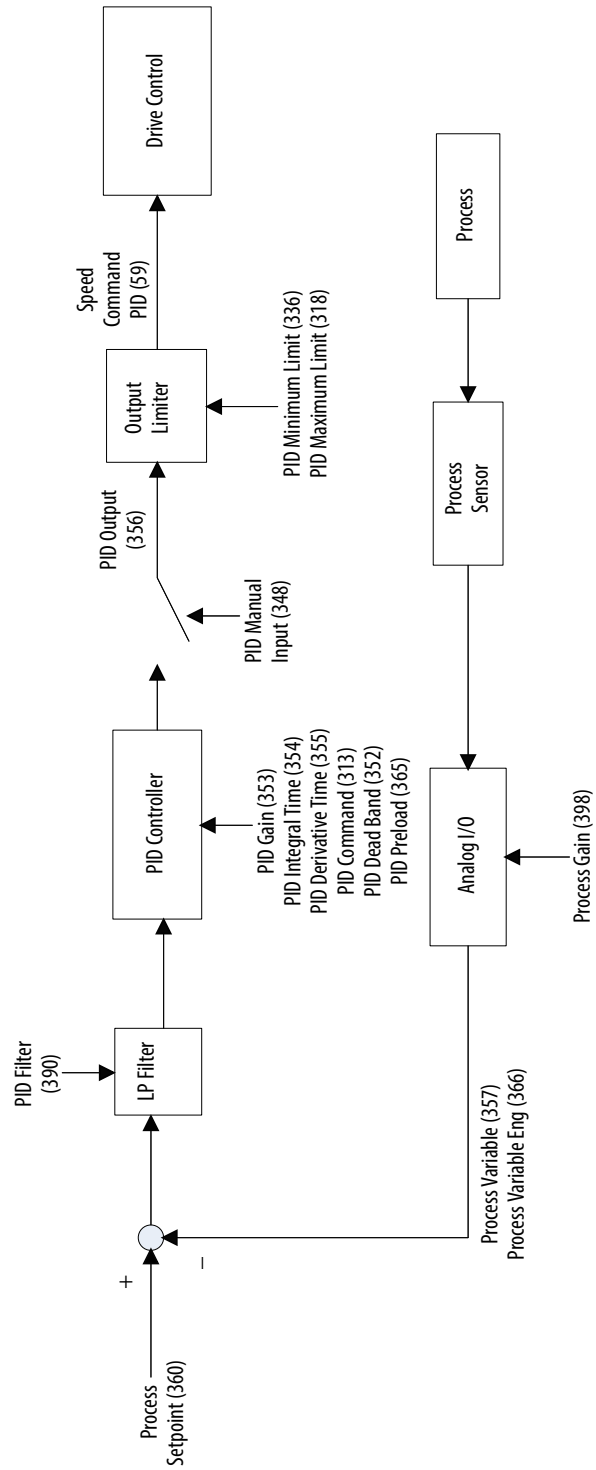 Process
Setpoint (360)
+
–
PID Filter
(390)
LP Filter
PID Controller
PID Gain (353)
PID Integral Time (354)
PID Derivative Time (355)
PID Command (313)
PID Dead Band (352)
PID Preload (365)
PID Manual
Input (348)
PID Output
(356)
Output
Limiter
PID Minimum Limit (336)
PID Maximum Limit (318)
Speed
Command
PID (59)
Drive Control
Process Variable (357)
Process Variable Eng (366)
Analog I/O
Process Gain (398)
Process
Sensor
Process